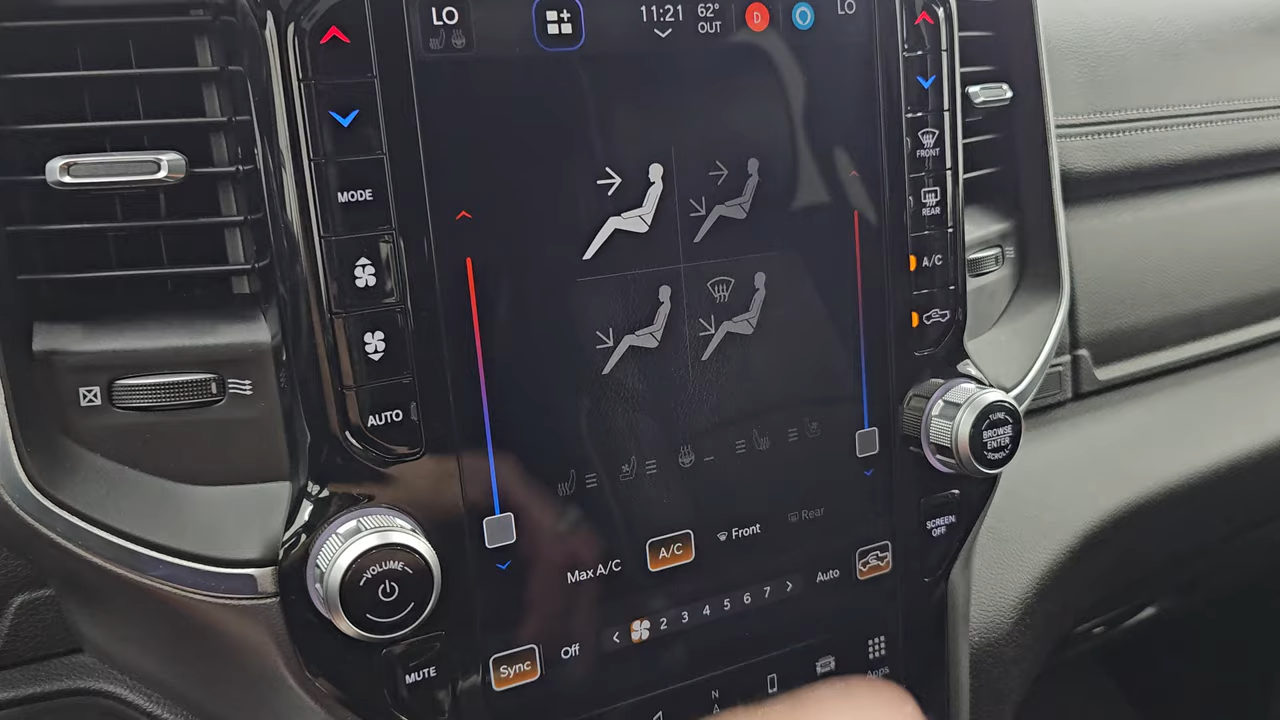 LO
11:21
62°
OUT
D
LO
MODE
AUTO
FRONT
REAR
A/C
TUNE
BROWSE
ENTER
SCROLL
SCREEN
OFF
VOLUME
MUTE
Max A/C
A/C
Front
Rear
2 3 4 5 6 7
Auto
Sync
Off
N
Apps